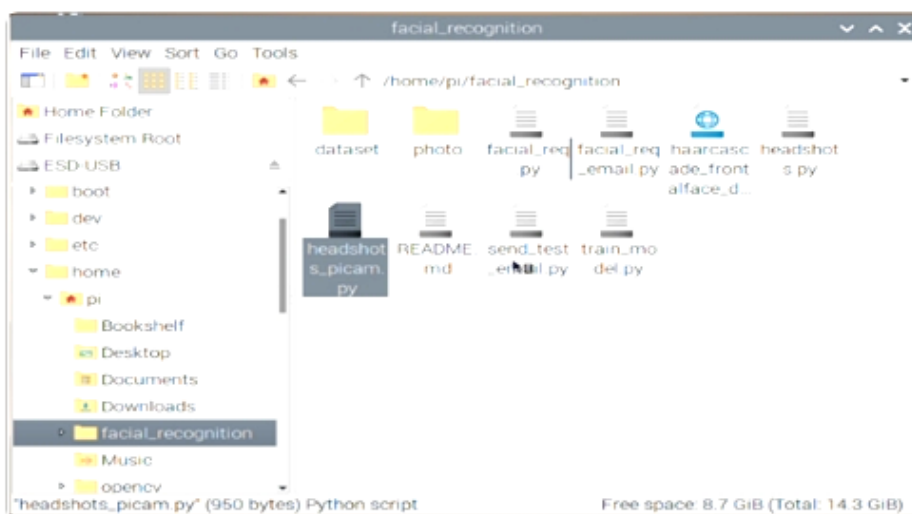 facial_recognition
File Edit View Sort Go Tools
/home/pi/facial_recognition
Home Folder
Filesystem Root
ESD-USB
boot
dev
etc
home
pi
Bookshelf
Desktop
Documents
Downloads
facial_recognition
Music
opencv
dataset
photo
facial_req
py
facial_req
_email.py
haarcasc
ade_front
alface_d...
headshot
s.py
headshot
s_picam.
py
README.
md
send_test
_email.py
train_mo
del.py
"headshots_picam.py" (950 bytes) Python script
Free space: 8.7 GiB (Total: 14.3 GiB)